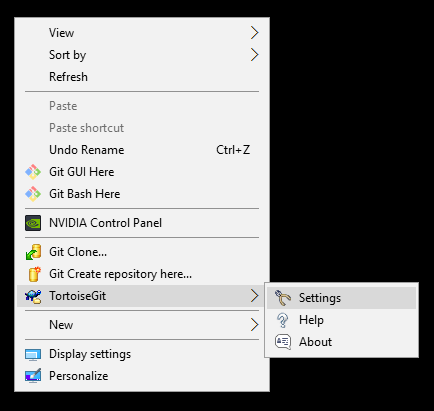 View
Sort by
Refresh
Paste
Paste shortcut
Undo Rename Ctrl+Z
Git GUI Here
Git Bash Here
NVIDIA Control Panel
Git Clone...
Git Create repository here...
TortoiseGit
Settings
Help
About
New
Display settings
Personalize